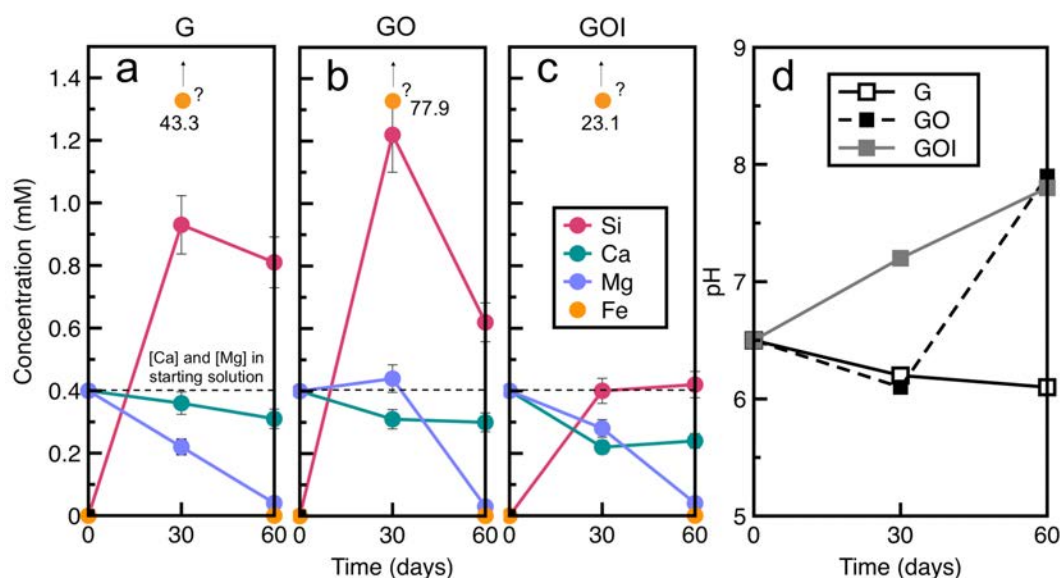 G
GO
GOI
a
b
c
d
?
43.3
?
77.9
?
23.1
Concentration (mM)
1.4
1.2
1.0
0.8
0.6
0.4
0.2
0
[Ca] and [Mg] in
starting solution
Si
Ca
Mg
Fe
0 30 60
0 30 60
0 30 60
Time (days)
G
GO
GOI
pH
9
8
7
6
5
0 30 60
Time (days)